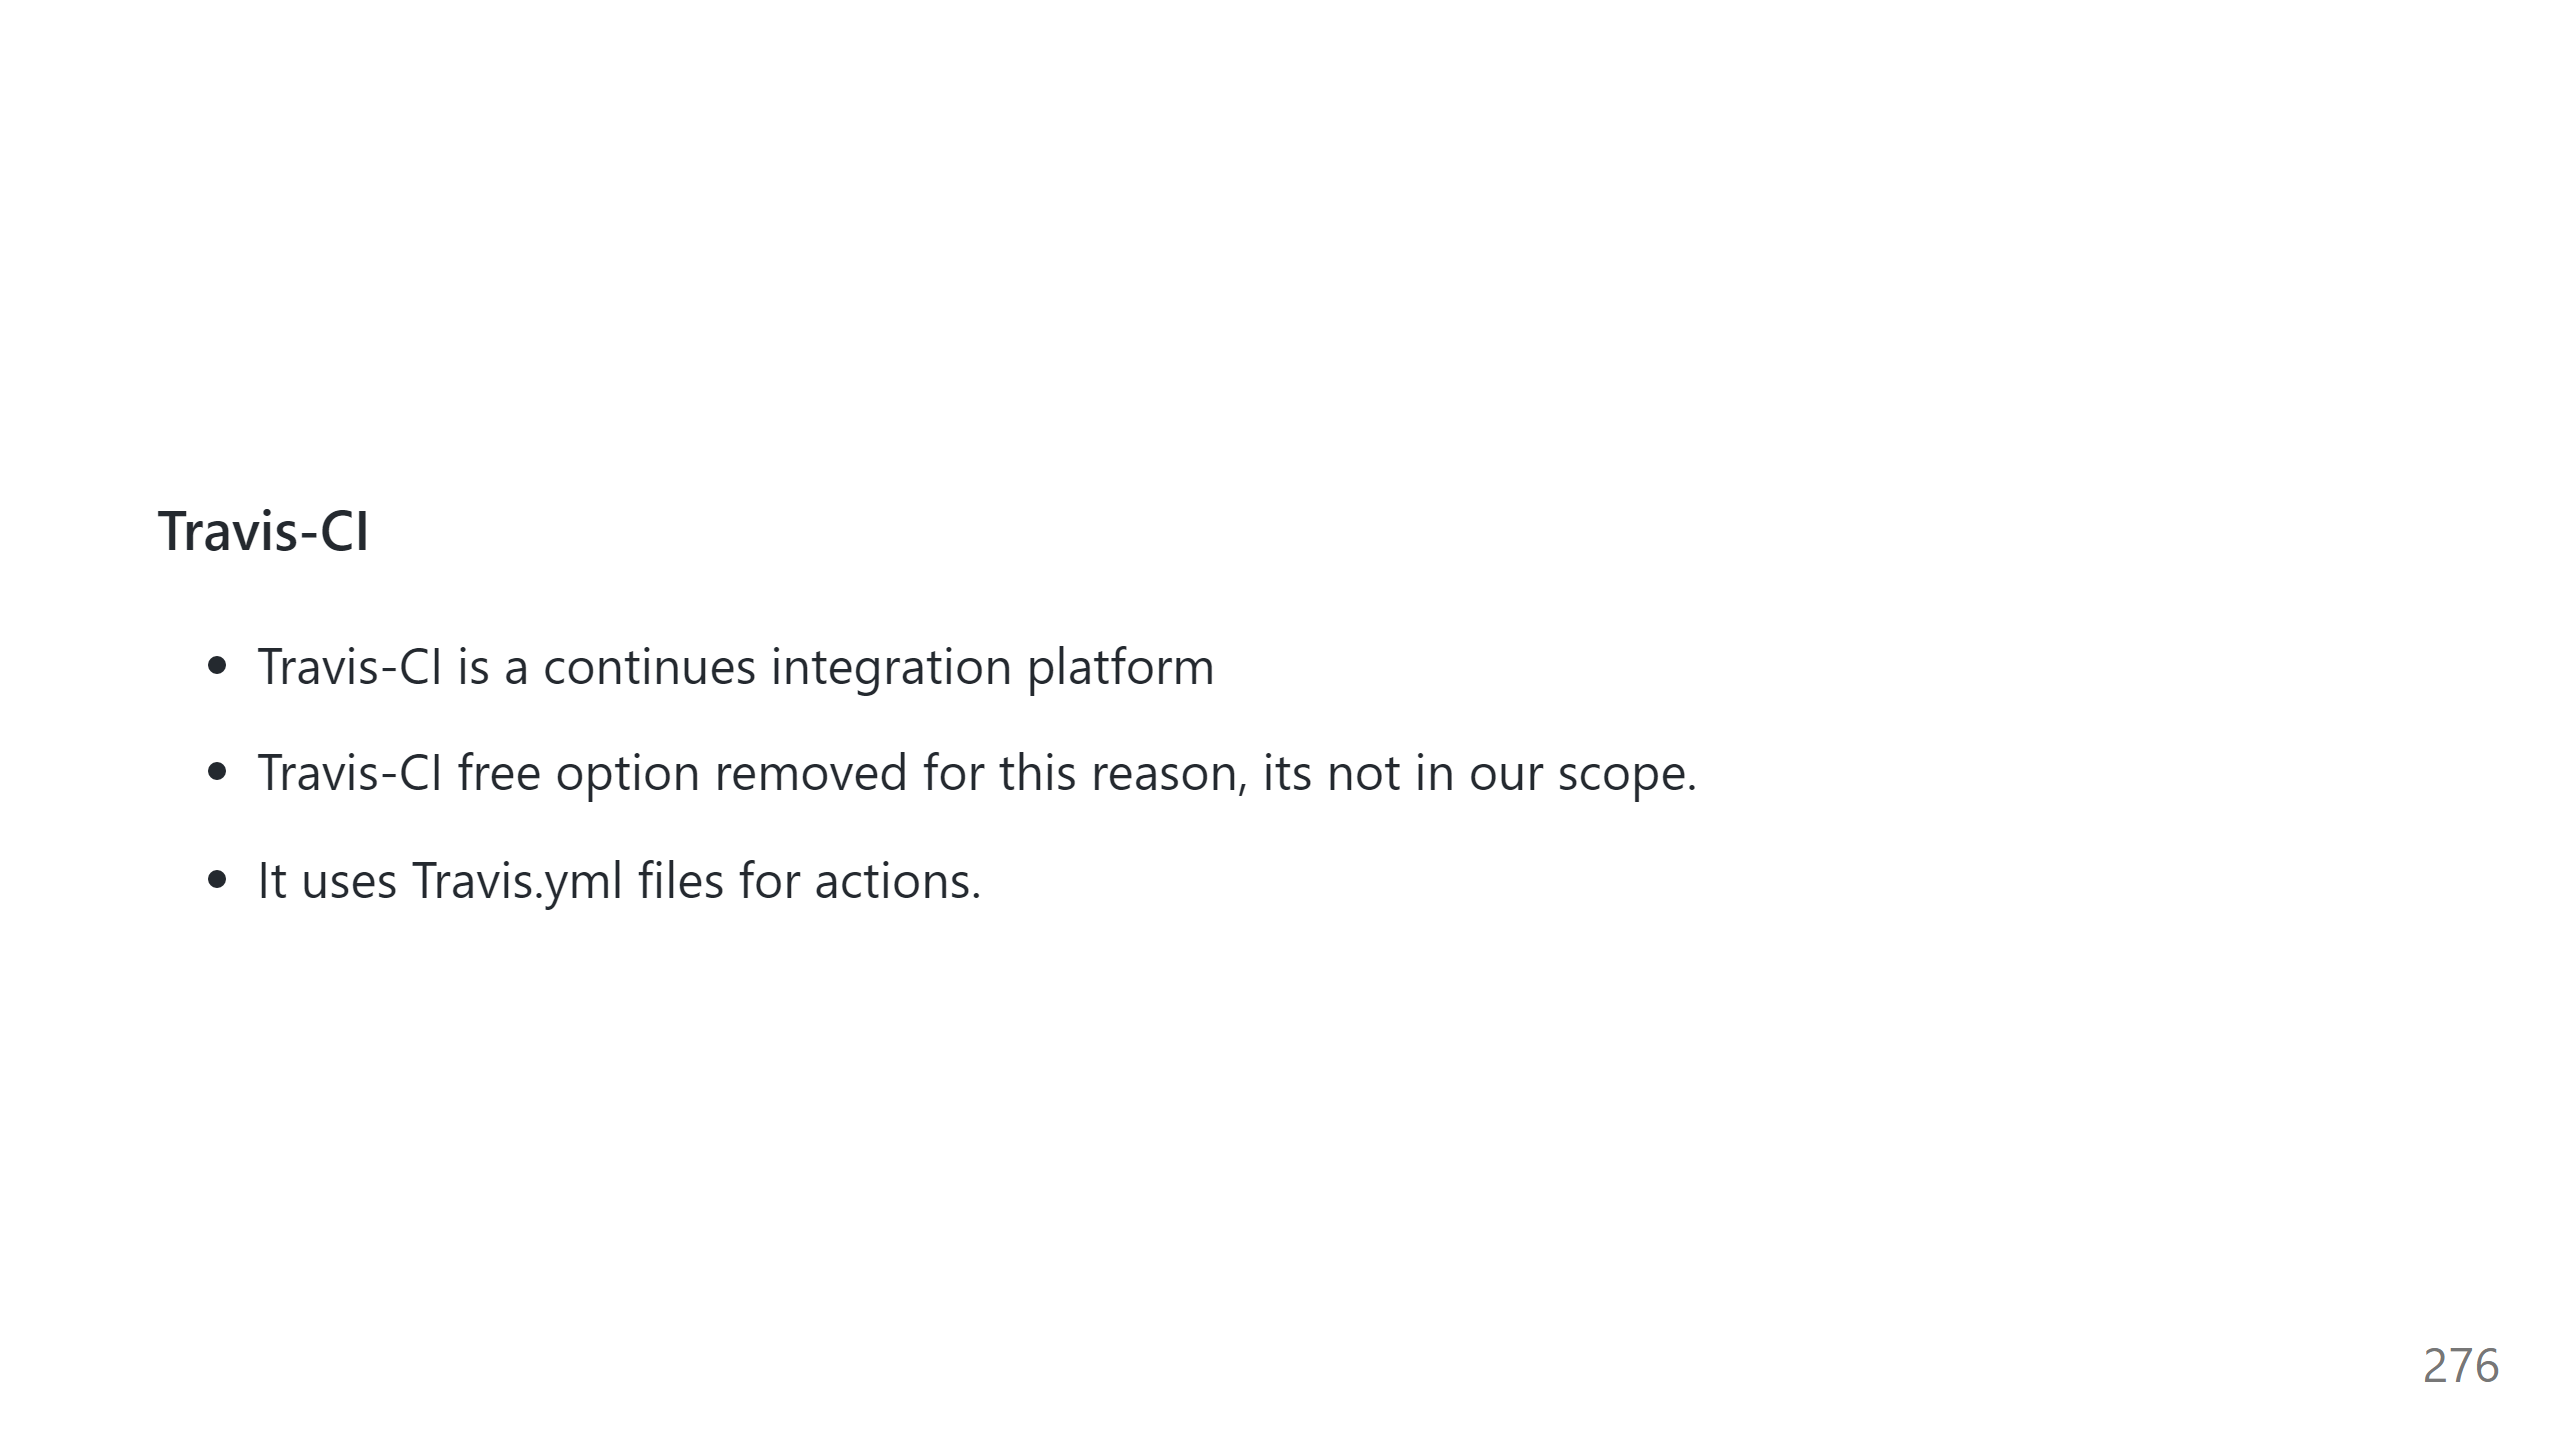 Travis-CI
• Travis-CI is a continues integration platform
• Travis-CI free option removed for this reason, its not in our scope.
• It uses Travis.yml files for actions.
276